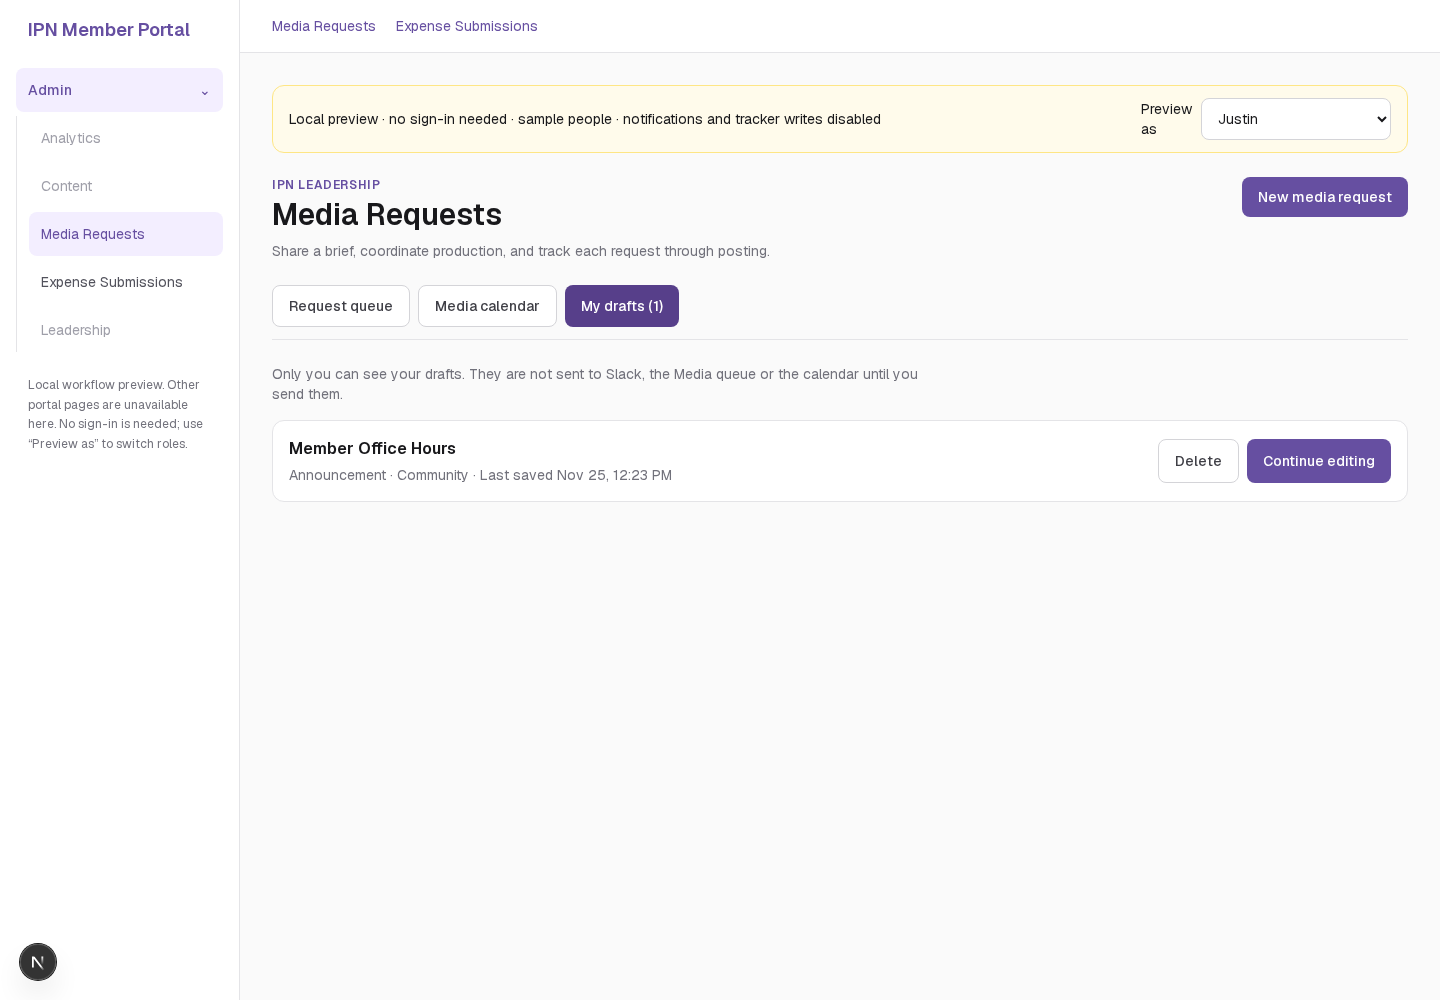 IPN Member Portal
Media Requests
Expense Submissions
Admin
Analytics
Content
Media Requests
Expense Submissions
Leadership
Local workflow preview. Other
portal pages are unavailable
here. No sign-in is needed; use
“Preview as” to switch roles.
Local preview · no sign-in needed · sample people · notifications and tracker writes disabled
Preview
as
Justin
IPN LEADERSHIP
Media Requests
Share a brief, coordinate production, and track each request through posting.
New media request
Request queue
Media calendar
My drafts (1)
Only you can see your drafts. They are not sent to Slack, the Media queue or the calendar until you
send them.
Member Office Hours
Announcement · Community · Last saved Nov 25, 12:23 PM
Delete
Continue editing
N